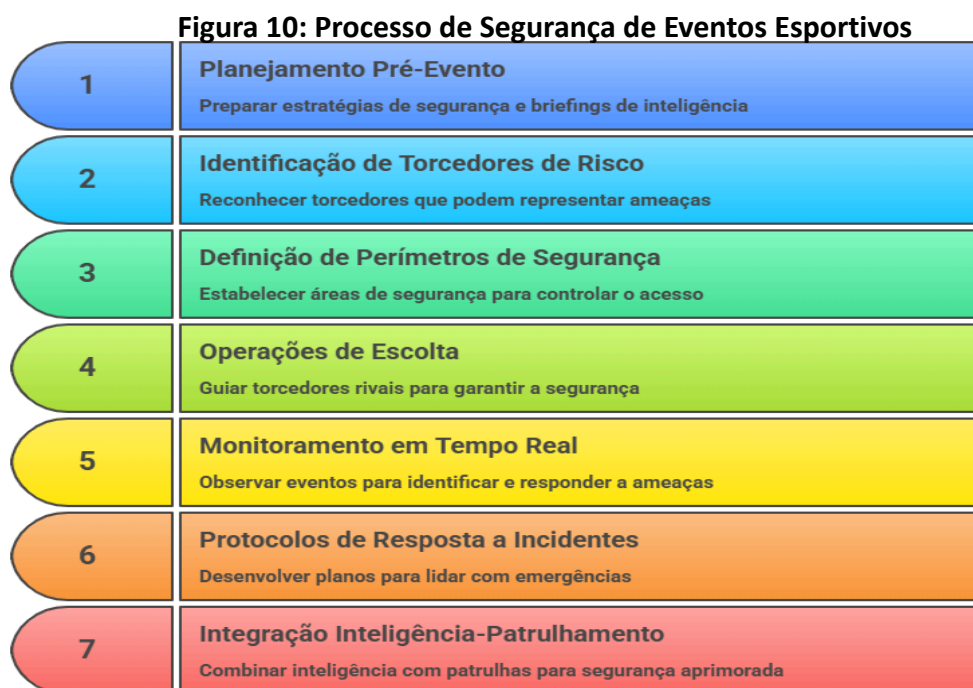 Figura 10: Processo de Segurança de Eventos Esportivos
1
Planejamento Pré-Evento
Preparar estratégias de segurança e briefings de inteligência
2
Identificação de Torcedores de Risco
Reconhecer torcedores que podem representar ameaças
3
Definição de Perímetros de Segurança
Estabelecer áreas de segurança para controlar o acesso
4
Operações de Escolta
Guiar torcedores rivais para garantir a segurança
5
Monitoramento em Tempo Real
Observar eventos para identificar e responder a ameaças
6
Protocolos de Resposta a Incidentes
Desenvolver planos para lidar com emergências
7
Integração Inteligência-Patrulhamento
Combinar inteligência com patrulhas para segurança aprimorada